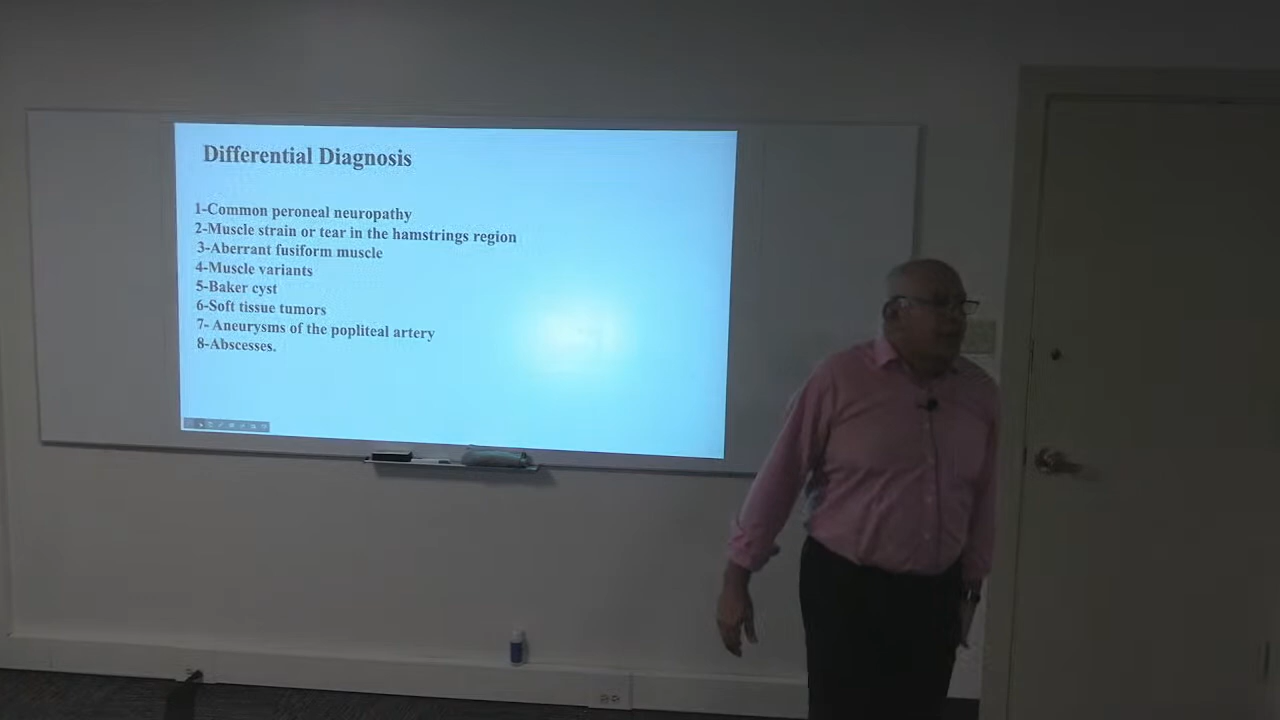 Differential Diagnosis
1-Common peroneal neuropathy
2-Muscle strain or tear in the hamstrings region
3-Aberrant fusiform muscle
4-Muscle variants
5-Baker cyst
6-Soft tissue tumors
7- Aneurysms of the popliteal artery
8-Abscesses.